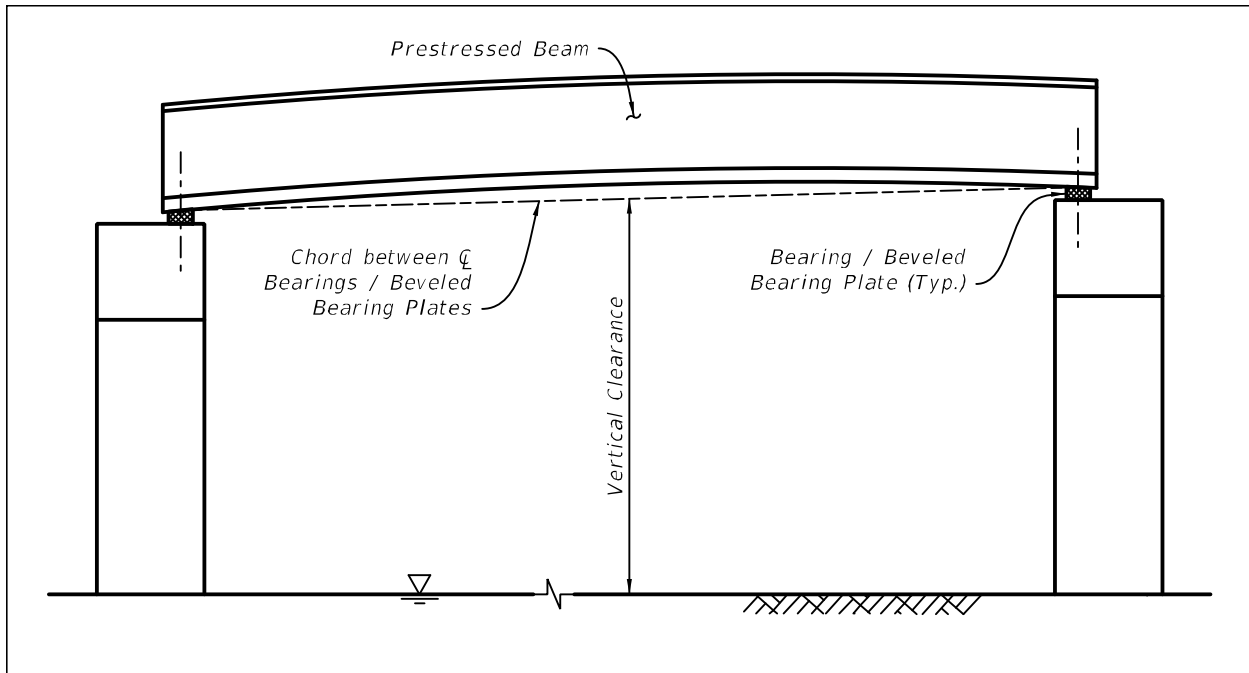 Prestressed Beam
Chord between ℄
Bearings / Beveled
Bearing Plates
Vertical Clearance
Bearing / Beveled
Bearing Plate (Typ.)